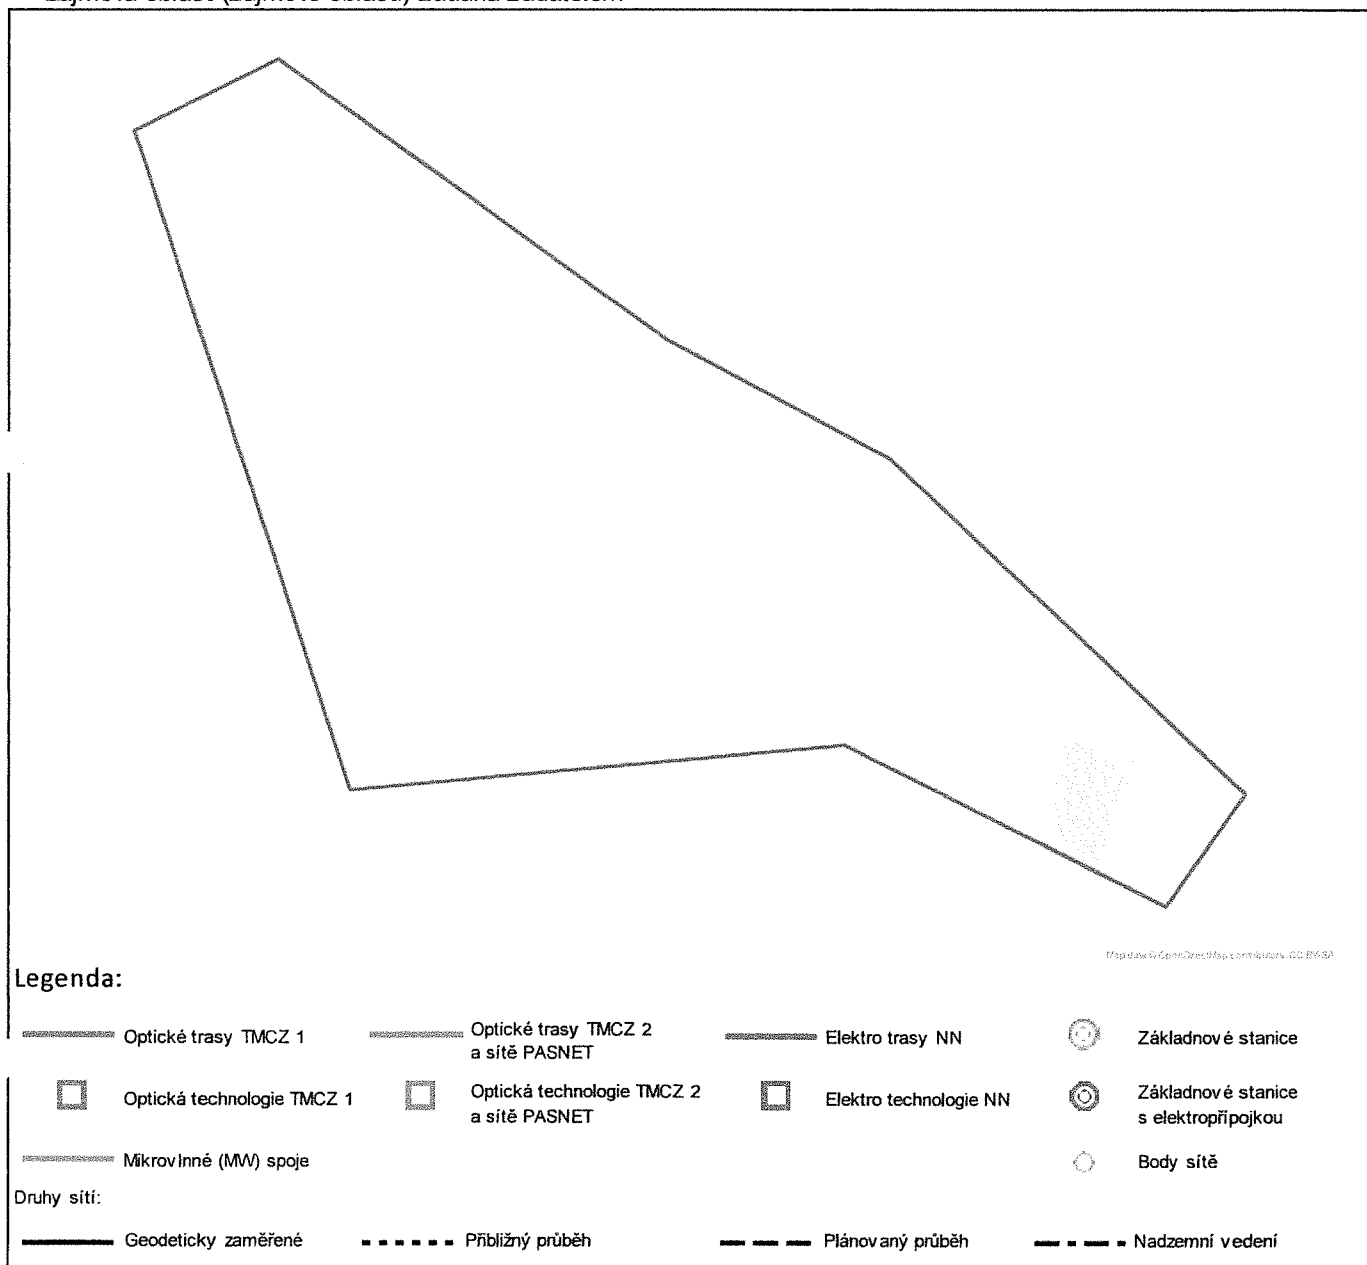 Legenda:
Optické trasy TMCZ 1
Optické trasy TMCZ 2
a sítě PASNET
Elektro trasy NN
Základnové stanice
Optická technologie TMCZ 1
Optická technologie TMCZ 2
a sítě PASNET
Elektro technologie NN
Základnové stanice
s elektropřípojkou
Mikrovlnné (MW) spoje
Body sítě
Druhy sítí:
Geodeticky zaměřené
Přibližný průběh
Plánovaný průběh
Nadzemní vedení